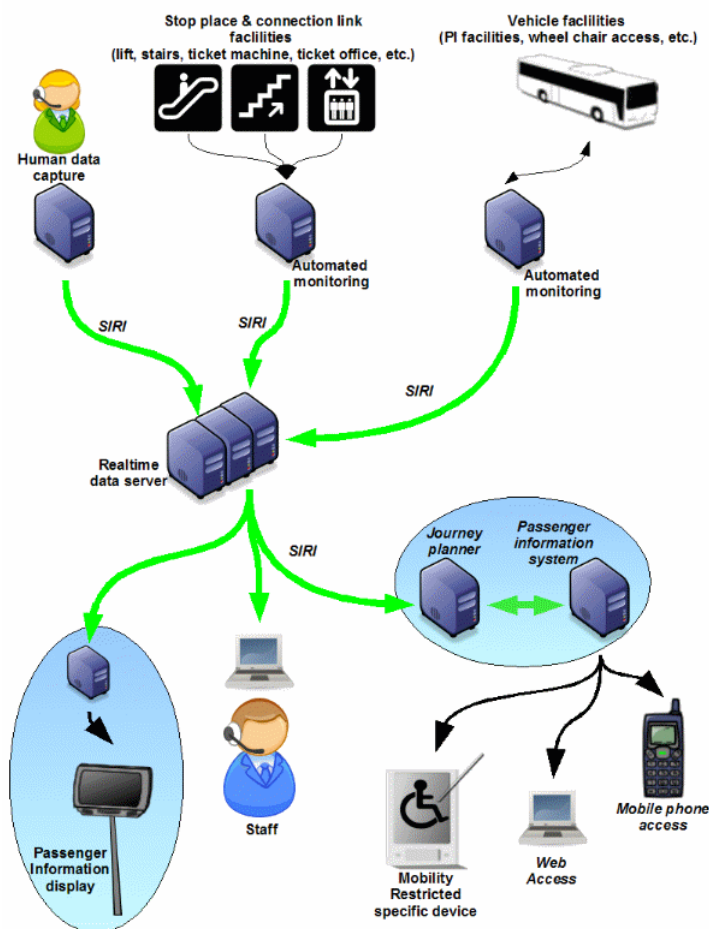 Stop place & connection link
facilities
(lift, stairs, ticket machine, ticket office, etc.)
Vehicle facililities
(PI facilities, wheel chair access, etc.)
Human data
capture
Automated
monitoring
Automated
monitoring
SIRI
SIRI
SIRI
Realtime
data server
SIRI
Journey
planner
Passenger
information
system
Passenger
Information
display
Staff
Mobility
Restricted
specific device
Web
Access
Mobile phone
access